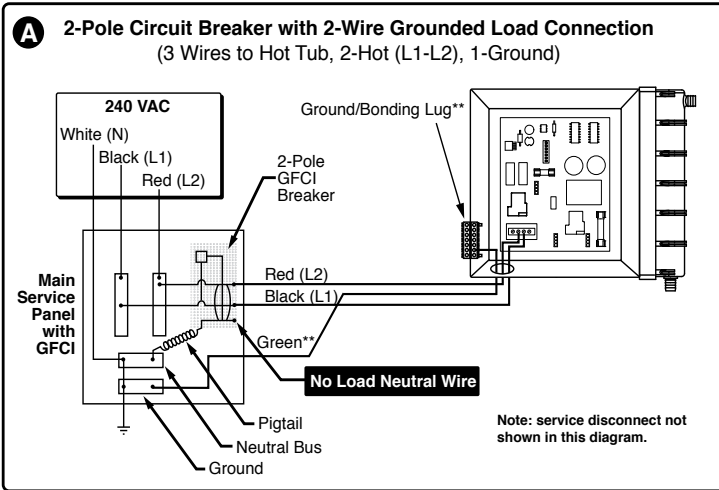 A
2-Pole Circuit Breaker with 2-Wire Grounded Load Connection
(3 Wires to Hot Tub, 2-Hot (L1-L2), 1-Ground)
240 VAC
White (N)
Black (L1)
Red (L2)
Ground/Bonding Lug**
2-Pole
GFCI
Breaker
Main
Service
Panel
with
GFCI
Red (L2)
Black (L1)
Green**
No Load Neutral Wire
Pigtail
Neutral Bus
Ground
Note: service disconnect not
shown in this diagram.